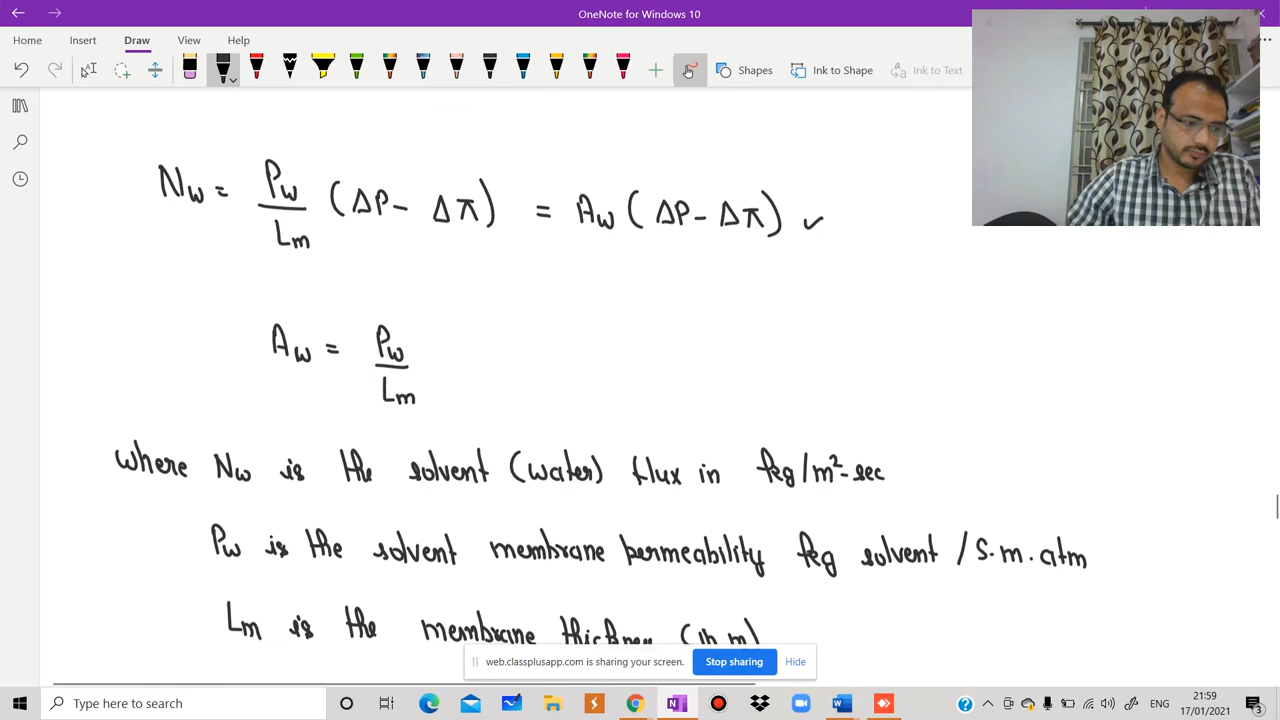 OneNote for Windows 10
Home Insert Draw View Help
Shapes Ink to Shape Ink to Text
Nw = Pw/Lm (ΔP - Δπ) = Aw (ΔP - Δπ) ✓
Aw = Pw/Lm
where Nw is the solvent (water) flux in kg/m²-sec
Pw is the solvent membrane permeability kg solvent / s.m.atm
Lm is the membrane thickness (in m)
web.classplusapp.com is sharing your screen. Stop sharing Hide
Type here to search
ENG
21:59
17/01/2021
3